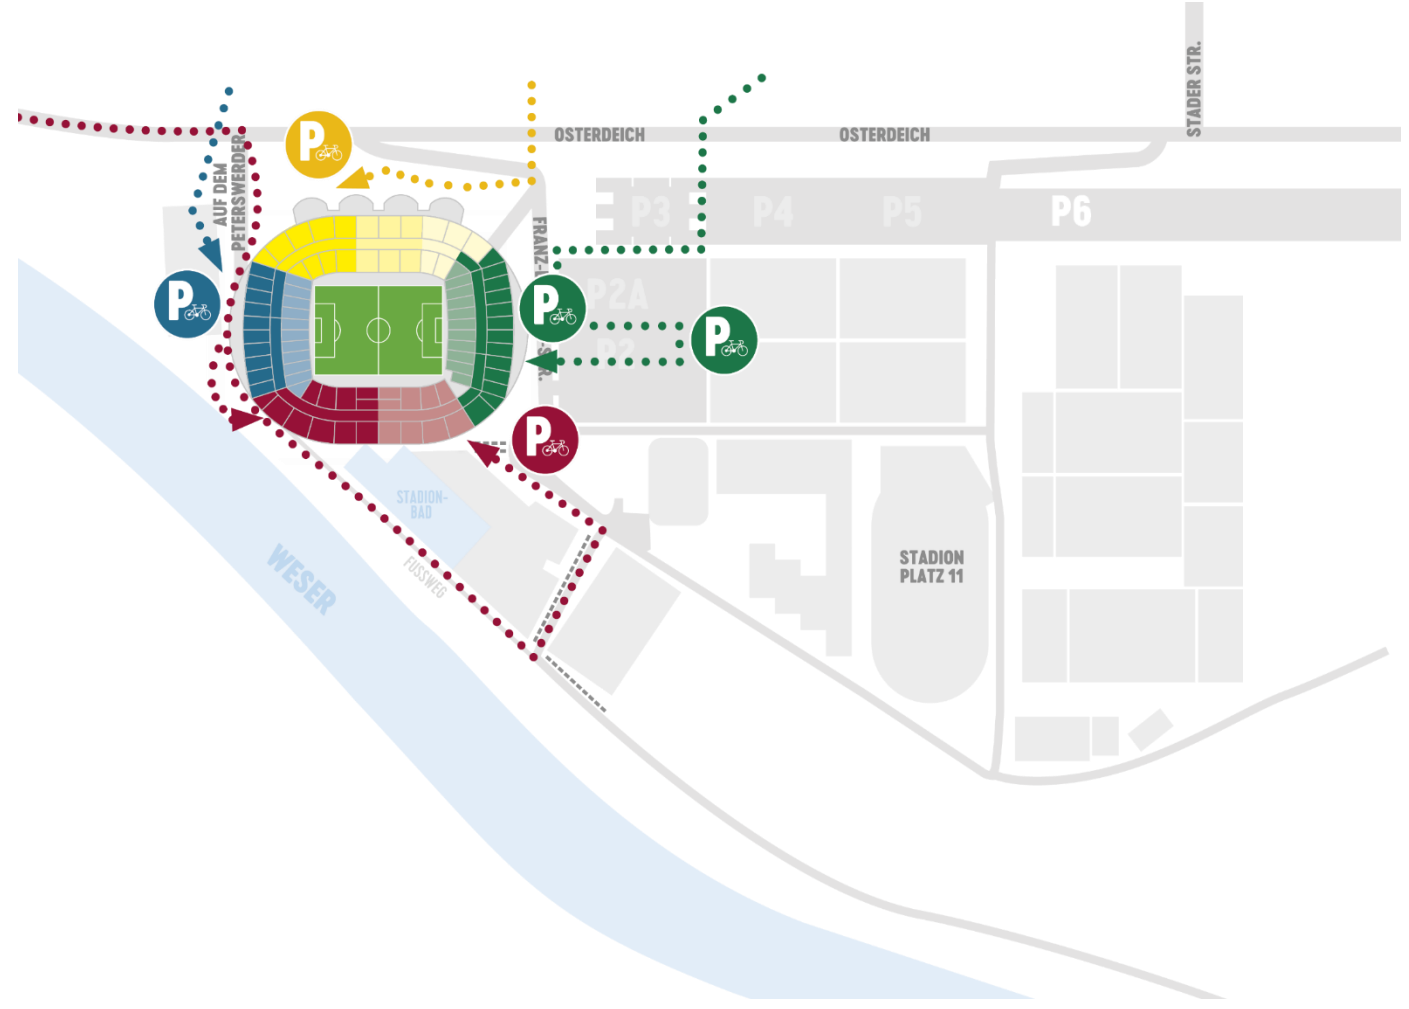 STADER STR.
OSTERDEICH
OSTERDEICH
P
AUF DEM
PETERSWERDER
P3
P4
P5
P6
FRANZ-
P2A
P
P
P
P2
-STR.
P
STADION-
BAD
FUSSWEG
WESER
STADION
PLATZ 11